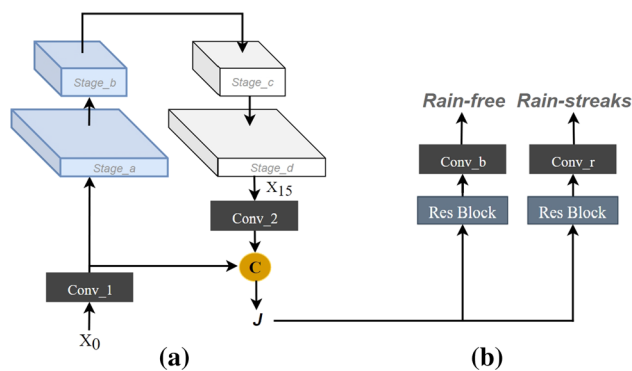 Stage_b
Stage_c
Stage_a
Stage_d
X15
Conv_2
C
Conv_1
J
X0
(a)
Rain-free
Rain-streaks
Conv_b
Conv_r
Res Block
Res Block
(b)